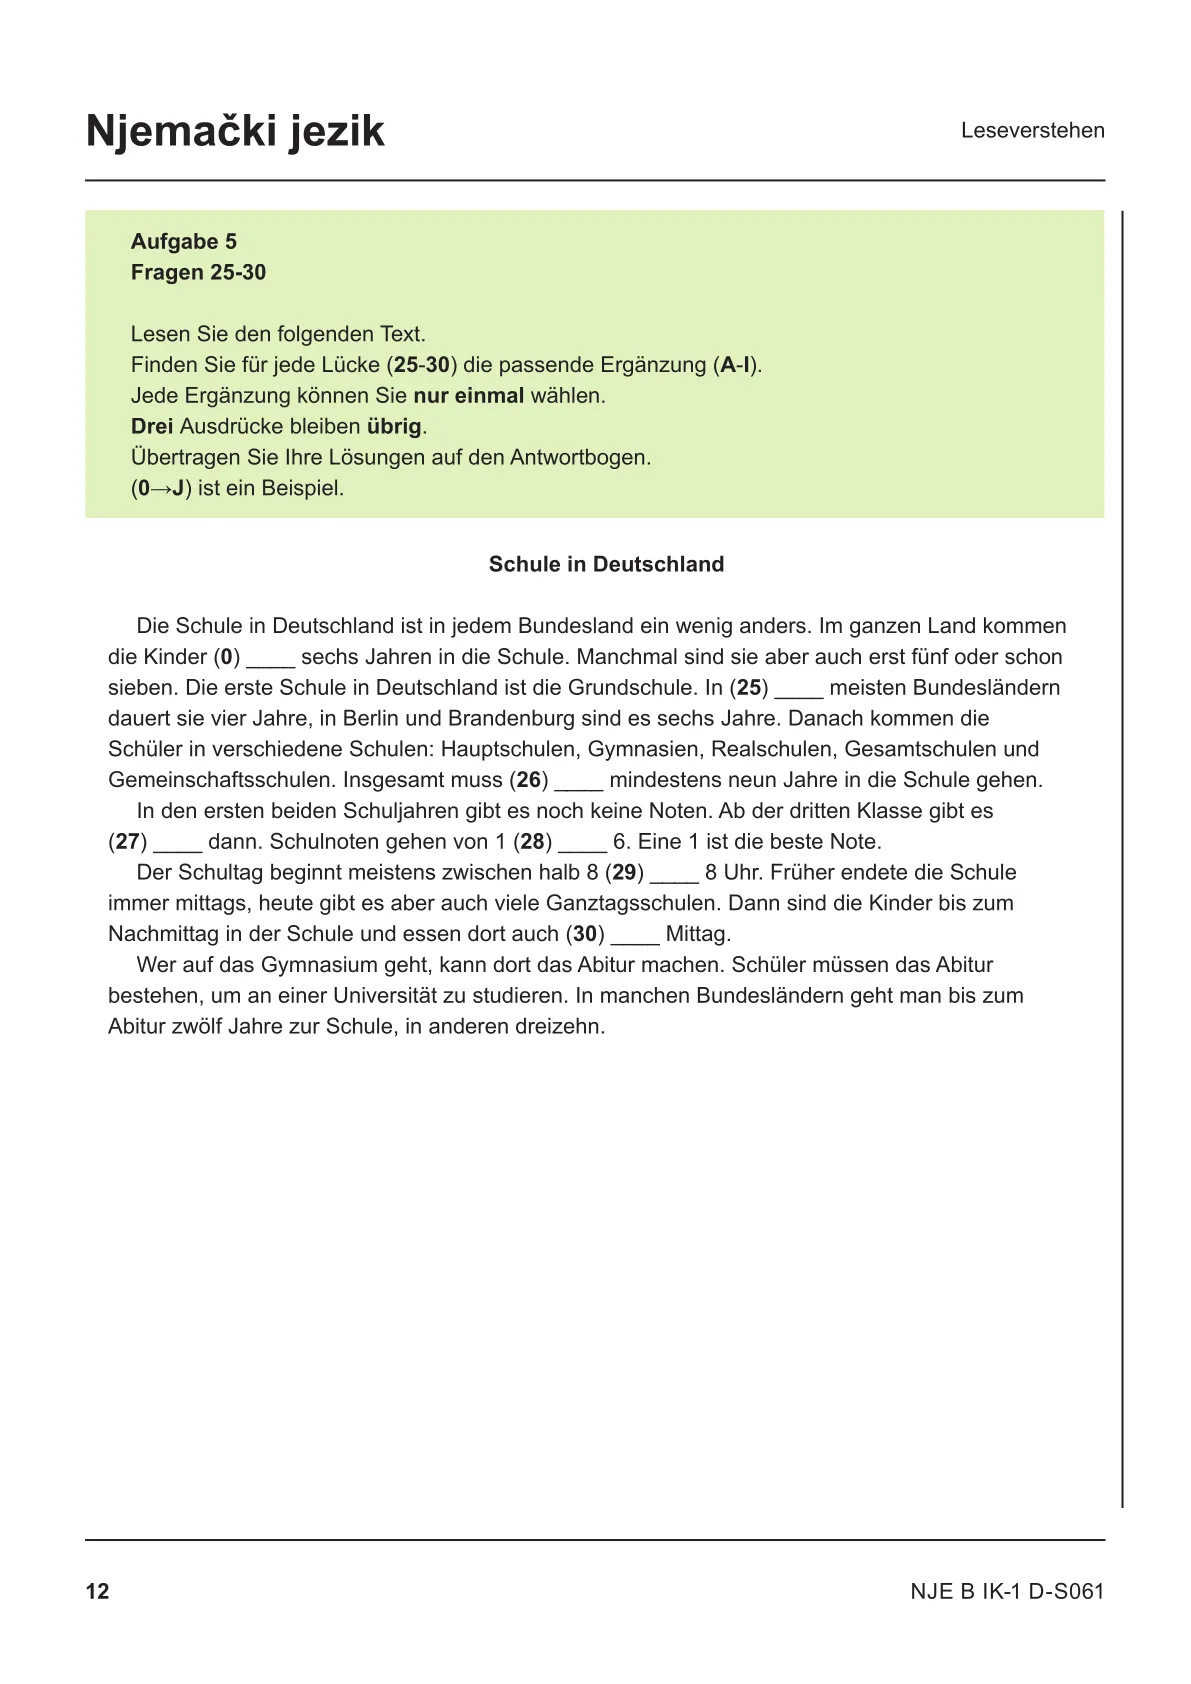 Njemački jezik
Leseverstehen
Aufgabe 5
Fragen 25-30
Lesen Sie den folgenden Text.
Finden Sie für jede Lücke (25-30) die passende Ergänzung (A-I).
Jede Ergänzung können Sie nur einmal wählen.
Drei Ausdrücke bleiben übrig.
Übertragen Sie Ihre Lösungen auf den Antwortbogen.
(0→J) ist ein Beispiel.
Schule in Deutschland
Die Schule in Deutschland ist in jedem Bundesland ein wenig anders. Im ganzen Land kommen
die Kinder (0) ____ sechs Jahren in die Schule. Manchmal sind sie aber auch erst fünf oder schon
sieben. Die erste Schule in Deutschland ist die Grundschule. In (25) ____ meisten Bundesländern
dauert sie vier Jahre, in Berlin und Brandenburg sind es sechs Jahre. Danach kommen die
Schüler in verschiedene Schulen: Hauptschulen, Gymnasien, Realschulen, Gesamtschulen und
Gemeinschaftsschulen. Insgesamt muss (26) ____ mindestens neun Jahre in die Schule gehen.
In den ersten beiden Schuljahren gibt es noch keine Noten. Ab der dritten Klasse gibt es
(27) ____ dann. Schulnoten gehen von 1 (28) ____ 6. Eine 1 ist die beste Note.
Der Schultag beginnt meistens zwischen halb 8 (29) ____ 8 Uhr. Früher endete die Schule
immer mittags, heute gibt es aber auch viele Ganztagsschulen. Dann sind die Kinder bis zum
Nachmittag in der Schule und essen dort auch (30) ____ Mittag.
Wer auf das Gymnasium geht, kann dort das Abitur machen. Schüler müssen das Abitur
bestehen, um an einer Universität zu studieren. In manchen Bundesländern geht man bis zum
Abitur zwölf Jahre zur Schule, in anderen dreizehn.
12
NJE B IK-1 D-S061